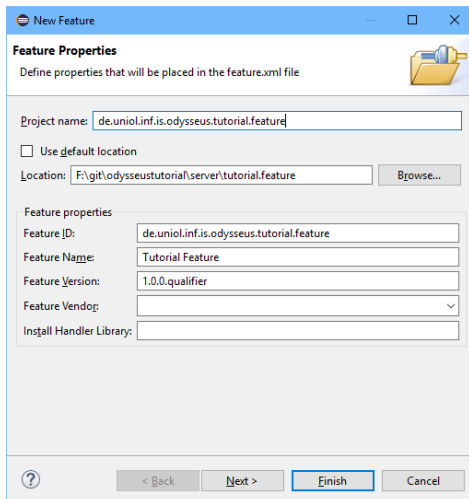 New Feature
Feature Properties
Define properties that will be placed in the feature.xml file
Project name: de.uniol.inf.is.odysseus.tutorial.feature
Use default location
Location: F:\git\odysseustutorial\server\tutorial.feature Browse...
Feature properties
Feature ID: de.uniol.inf.is.odysseus.tutorial.feature
Feature Name: Tutorial Feature
Feature Version: 1.0.0.qualifier
Feature Vendor:
Install Handler Library:
? < Back Next > Finish Cancel